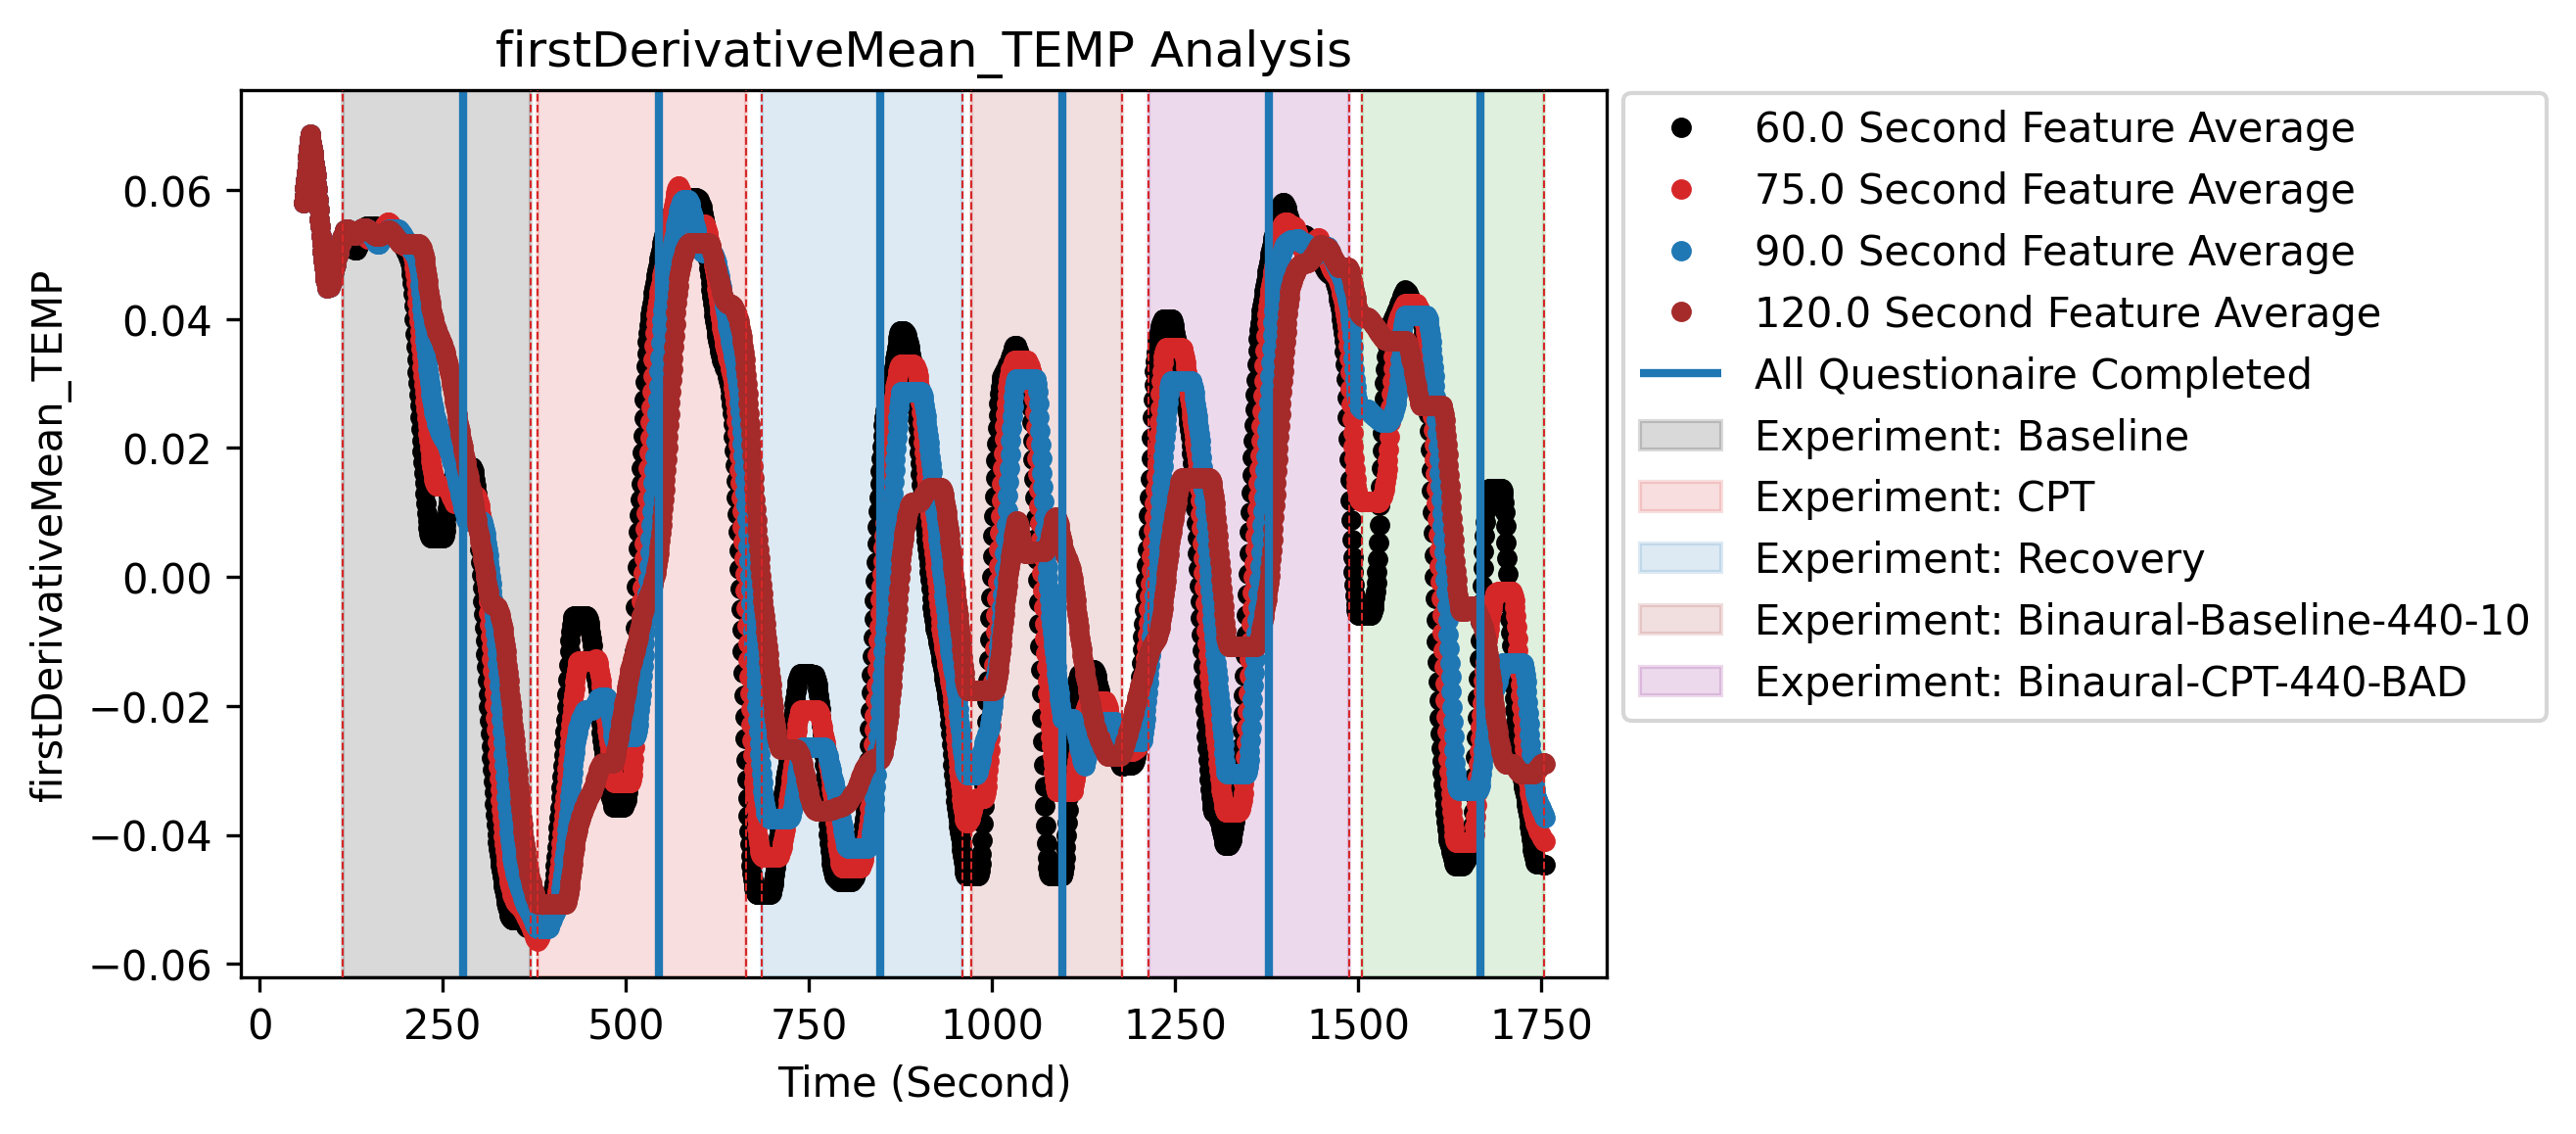 firstDerivativeMean_TEMP Analysis
firstDerivativeMean_TEMP
0.06
0.04
0.02
0.00
−0.02
−0.04
−0.06
0 250 500 750 1000 1250 1500 1750
Time (Second)
60.0 Second Feature Average
75.0 Second Feature Average
90.0 Second Feature Average
120.0 Second Feature Average
All Questionaire Completed
Experiment: Baseline
Experiment: CPT
Experiment: Recovery
Experiment: Binaural-Baseline-440-10
Experiment: Binaural-CPT-440-BAD